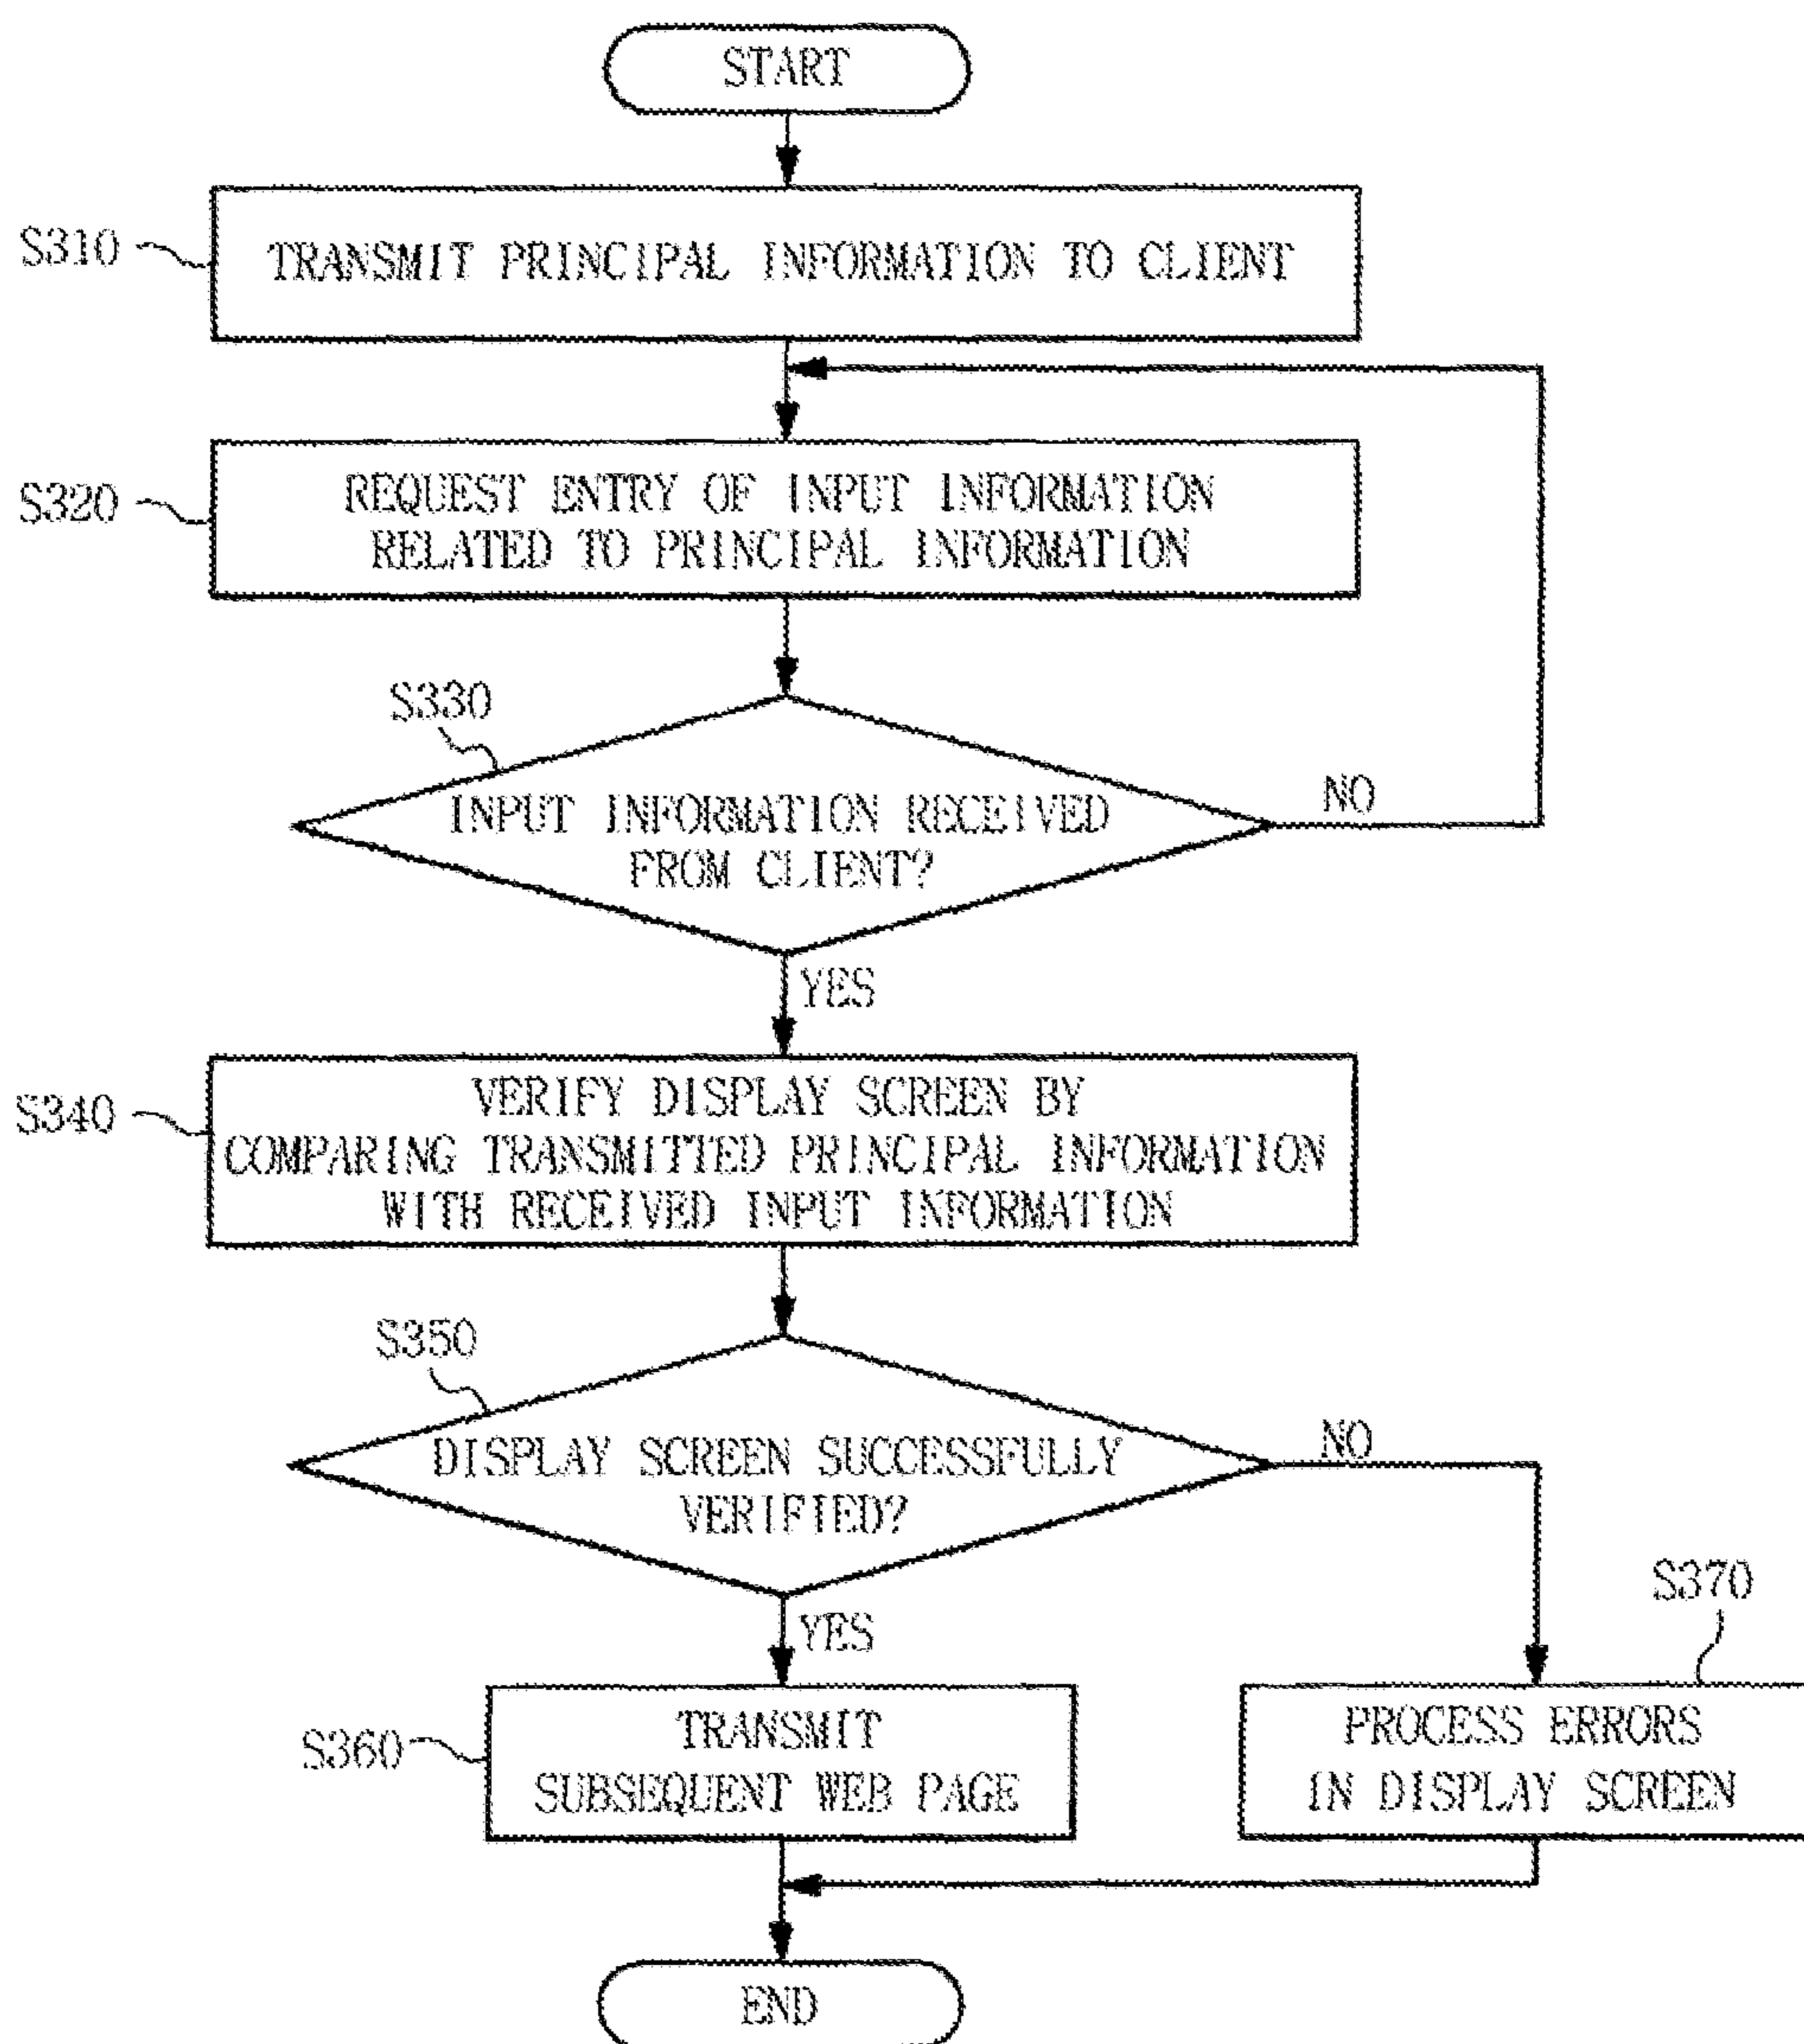 START
S310
TRANSMIT PRINCIPAL INFORMATION TO CLIENT
S320
REQUEST ENTRY OF INPUT INFORMATION
RELATED TO PRINCIPAL INFORMATION
S330
INPUT INFORMATION RECEIVED
FROM CLIENT?
NO
YES
S340
VERIFY DISPLAY SCREEN BY
COMPARING TRANSMITTED PRINCIPAL INFORMATION
WITH RECEIVED INPUT INFORMATION
S350
DISPLAY SCREEN SUCCESSFULLY
VERIFIED?
NO
YES
S360
TRANSMIT
SUBSEQUENT WEB PAGE
S370
PROCESS ERRORS
IN DISPLAY SCREEN
END